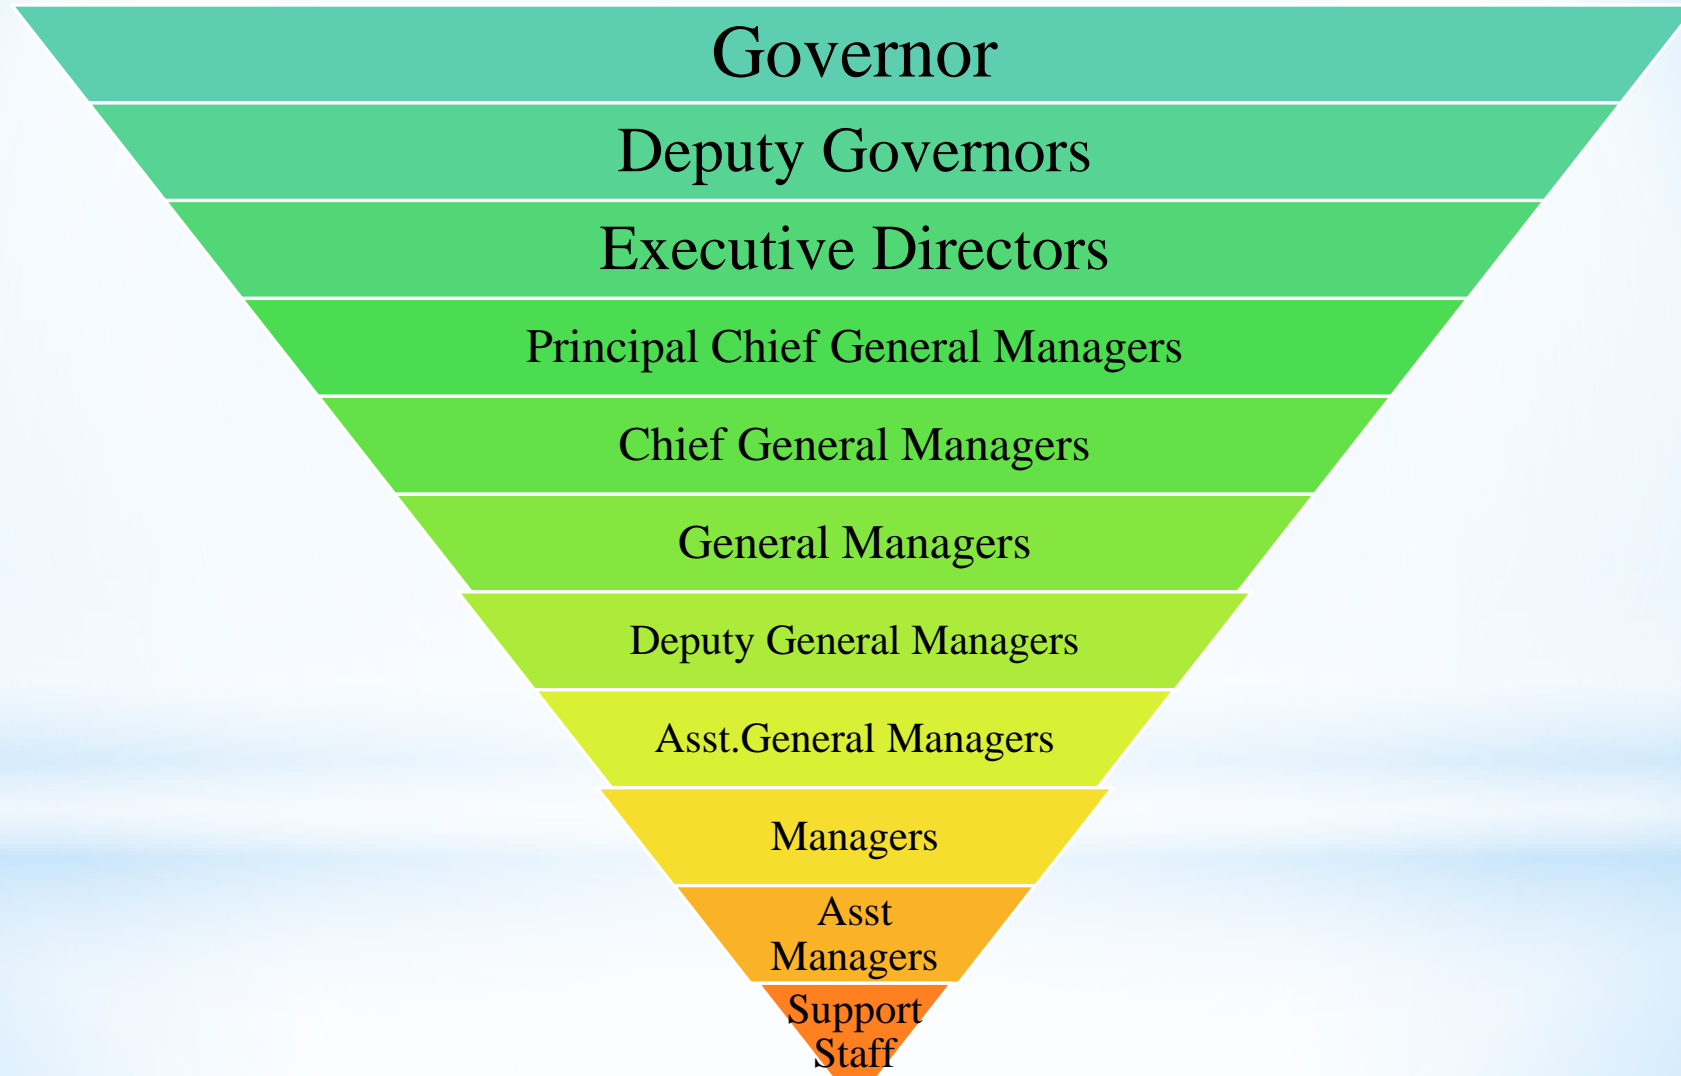 Governor
Deputy Governors
Executive Directors
Principal Chief General Managers
Chief General Managers
General Managers
Deputy General Managers
Asst.General Managers
Managers
Asst
Managers
Support
Staff